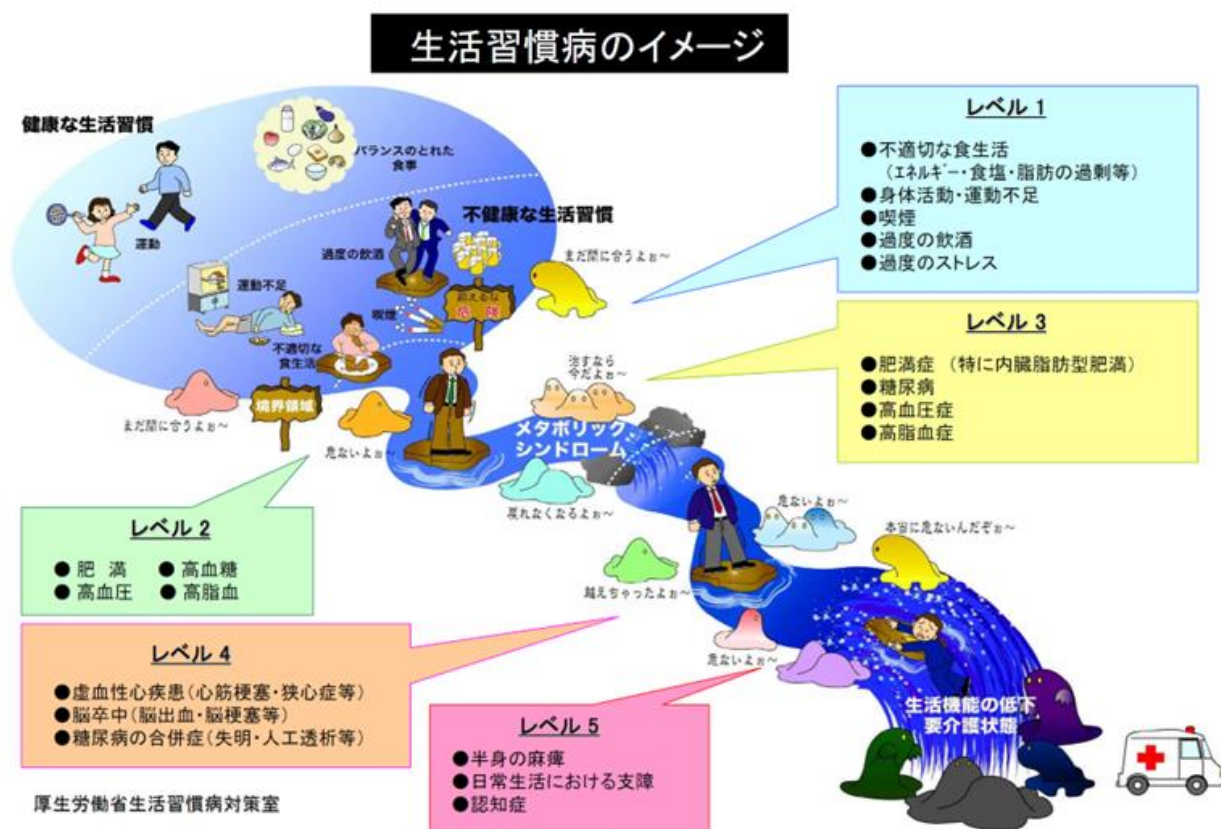 生活習慣病のイメージ
健康な生活習慣
バランスのとれた
食事
運動
不健康な生活習慣
過度の飲酒
運動不足
喫煙
不適切な
食生活
危険
まだ間に合うよぉ～
まだ間に合うよぉ～
境界領域
危ないよぉ～
治すなら
今だよぉ～
メタボリック
シンドローム
戻れなくなるよぉ～
危ないよぉ～
越えちゃったよぉ～
本当に危ないんだぞぉ～
危ないよぉ～
生活機能の低下
要介護状態
レベル 1
●不適切な食生活
(エネルギー・食塩・脂肪の過剰等)
●身体活動・運動不足
●喫煙
●過度の飲酒
●過度のストレス
レベル 2
● 肥 満 ● 高血糖
● 高血圧 ● 高脂血
レベル 3
●肥満症 (特に内臓脂肪型肥満)
●糖尿病
●高血圧症
●高脂血症
レベル 4
●虚血性心疾患(心筋梗塞・狭心症等)
●脳卒中(脳出血・脳梗塞等)
●糖尿病の合併症(失明・人工透析等)
レベル 5
●半身の麻痺
●日常生活における支障
●認知症
厚生労働省生活習慣病対策室